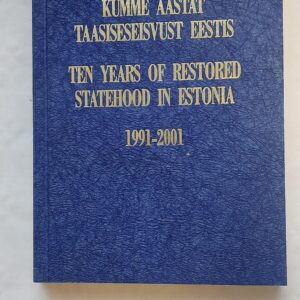 KÜMME AASTAT
TAASISESEISVUST EESTIS
TEN YEARS OF RESTORED
STATEHOOD IN ESTONIA
1991-2001